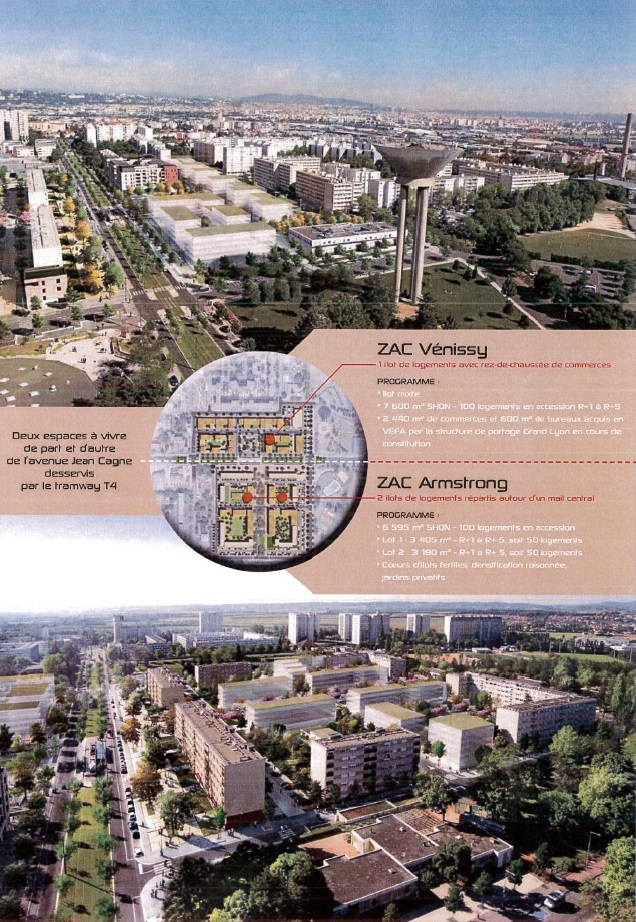 ZAC Vénissy
1 îlot de logements avec rez-de-chaussée de commerces
PROGRAMME :
* Îlot mixte
* 7 600 m² SHON - 100 logements en accession R+1 à R+5
* 2 440 m² de commerces et 600 m² de bureaux acquis en
VEFA par la structure de portage Grand Lyon en cours de
constitution
Deux espaces à vivre
de part et d'autre
de l'avenue Jean Cagne
desservis
par le tramway T4
ZAC Armstrong
2 îlots de logements répartis autour d'un mail central
PROGRAMME :
* 6 595 m² SHON - 100 logements en accession
* Lot 1 : 3 405 m² - R+1 à R+ 5, soit 50 logements
* Lot 2 : 3 190 m² - R+1 à R+ 5, soit 50 logements
* Cœurs d'îlots fertiles, densification raisonnée,
jardins privatifs